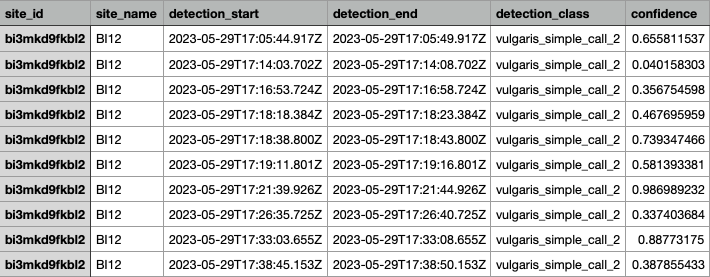 site_id site_name detection_start detection_end detection_class confidence
bi3mkd9fkbl2 BI12 2023-05-29T17:05:44.917Z 2023-05-29T17:05:49.917Z vulgaris_simple_call_2 0.655811537
bi3mkd9fkbl2 BI12 2023-05-29T17:14:03.702Z 2023-05-29T17:14:08.702Z vulgaris_simple_call_2 0.040158303
bi3mkd9fkbl2 BI12 2023-05-29T17:16:53.724Z 2023-05-29T17:16:58.724Z vulgaris_simple_call_2 0.356754598
bi3mkd9fkbl2 BI12 2023-05-29T17:18:18.384Z 2023-05-29T17:18:23.384Z vulgaris_simple_call_2 0.467695959
bi3mkd9fkbl2 BI12 2023-05-29T17:18:38.800Z 2023-05-29T17:18:43.800Z vulgaris_simple_call_2 0.739347466
bi3mkd9fkbl2 BI12 2023-05-29T17:19:11.801Z 2023-05-29T17:19:16.801Z vulgaris_simple_call_2 0.581393381
bi3mkd9fkbl2 BI12 2023-05-29T17:21:39.926Z 2023-05-29T17:21:44.926Z vulgaris_simple_call_2 0.986989232
bi3mkd9fkbl2 BI12 2023-05-29T17:26:35.725Z 2023-05-29T17:26:40.725Z vulgaris_simple_call_2 0.337403684
bi3mkd9fkbl2 BI12 2023-05-29T17:33:03.655Z 2023-05-29T17:33:08.655Z vulgaris_simple_call_2 0.88773175
bi3mkd9fkbl2 BI12 2023-05-29T17:38:45.153Z 2023-05-29T17:38:50.153Z vulgaris_simple_call_2 0.387855433